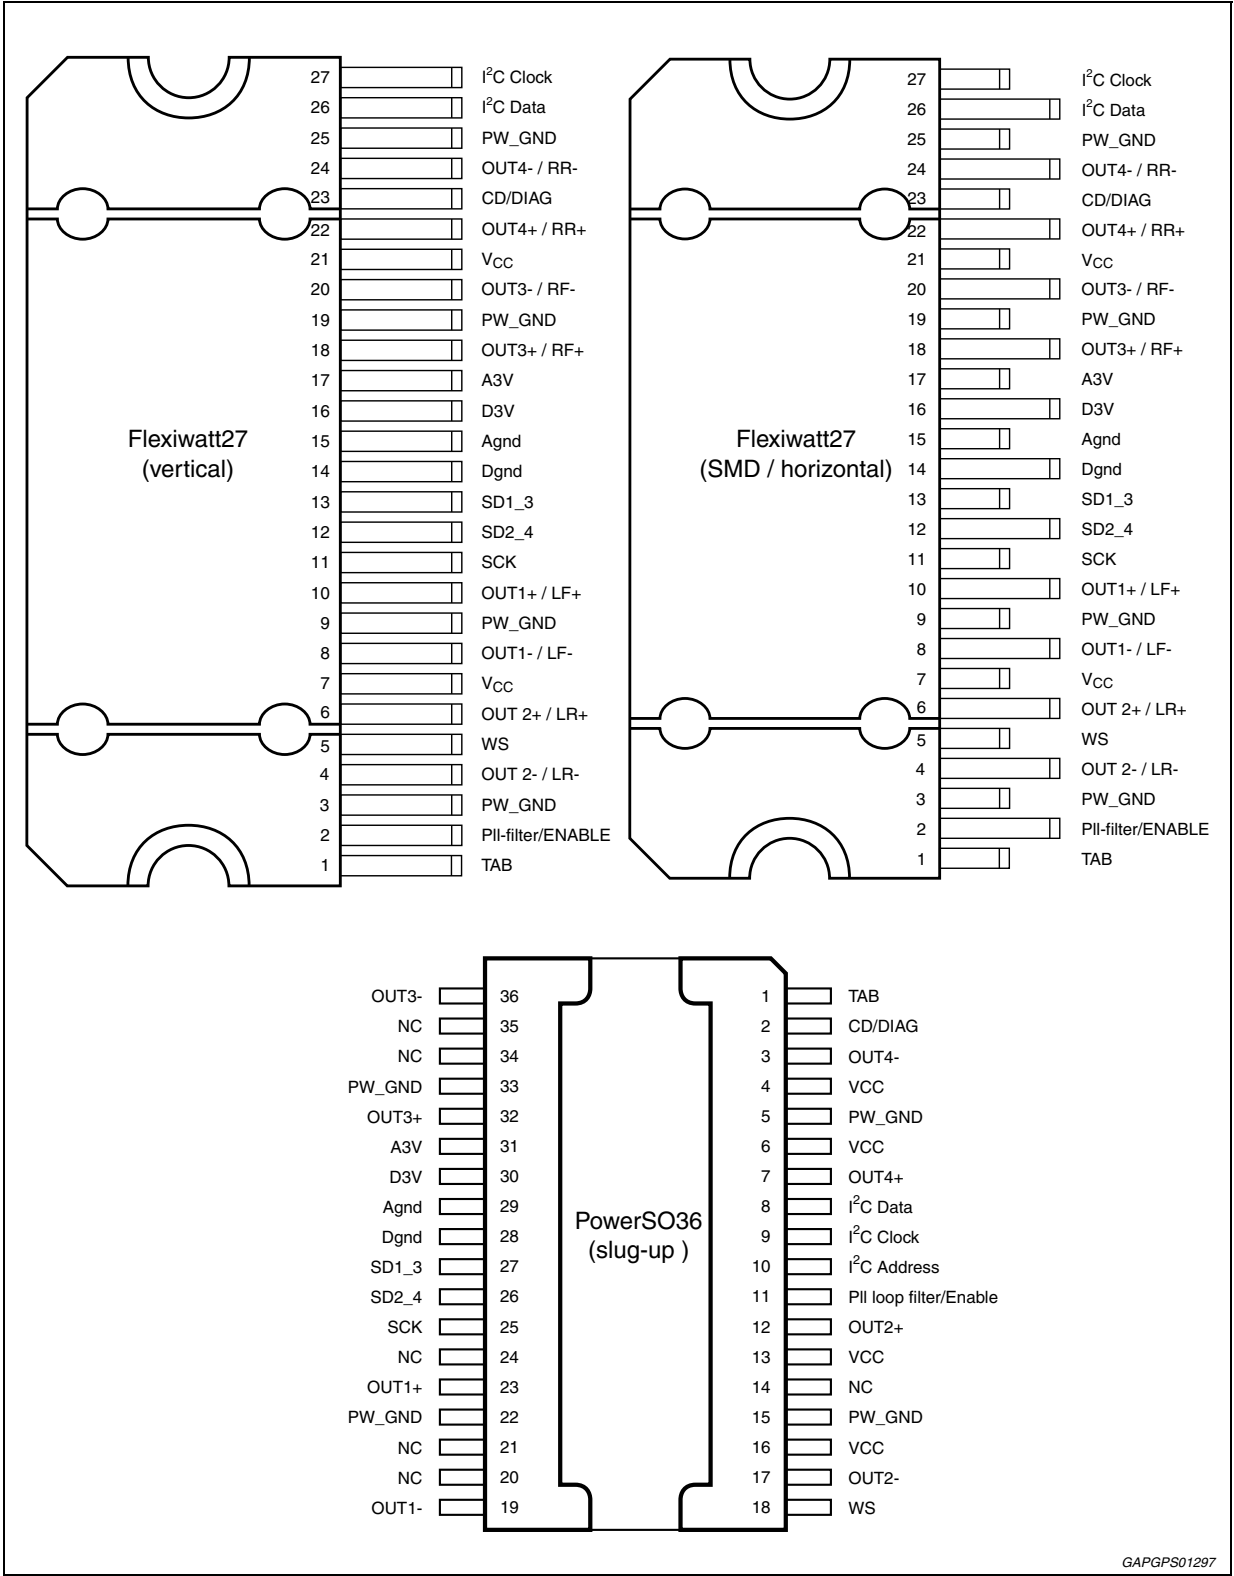 27 I²C Clock
26 I²C Data
25 PW_GND
24 OUT4- / RR-
23 CD/DIAG
22 OUT4+ / RR+
21 VCC
20 OUT3- / RF-
19 PW_GND
18 OUT3+ / RF+
17 A3V
16 D3V
15 Agnd
14 Dgnd
13 SD1_3
12 SD2_4
11 SCK
10 OUT1+ / LF+
9 PW_GND
8 OUT1- / LF-
7 VCC
6 OUT 2+ / LR+
5 WS
4 OUT 2- / LR-
3 PW_GND
2 Pll-filter/ENABLE
1 TAB
Flexiwatt27
(vertical)
27 I²C Clock
26 I²C Data
25 PW_GND
24 OUT4- / RR-
23 CD/DIAG
22 OUT4+ / RR+
21 VCC
20 OUT3- / RF-
19 PW_GND
18 OUT3+ / RF+
17 A3V
16 D3V
15 Agnd
14 Dgnd
13 SD1_3
12 SD2_4
11 SCK
10 OUT1+ / LF+
9 PW_GND
8 OUT1- / LF-
7 VCC
6 OUT 2+ / LR+
5 WS
4 OUT 2- / LR-
3 PW_GND
2 Pll-filter/ENABLE
1 TAB
Flexiwatt27
(SMD / horizontal)
OUT3- 36
NC 35
NC 34
PW_GND 33
OUT3+ 32
A3V 31
D3V 30
Agnd 29
Dgnd 28
SD1_3 27
SD2_4 26
SCK 25
NC 24
OUT1+ 23
PW_GND 22
NC 21
NC 20
OUT1- 19
PowerSO36
(slug-up )
1 TAB
2 CD/DIAG
3 OUT4-
4 VCC
5 PW_GND
6 VCC
7 OUT4+
8 I²C Data
9 I²C Clock
10 I²C Address
11 Pll loop filter/Enable
12 OUT2+
13 VCC
14 NC
15 PW_GND
16 VCC
17 OUT2-
18 WS
GAPGPS01297